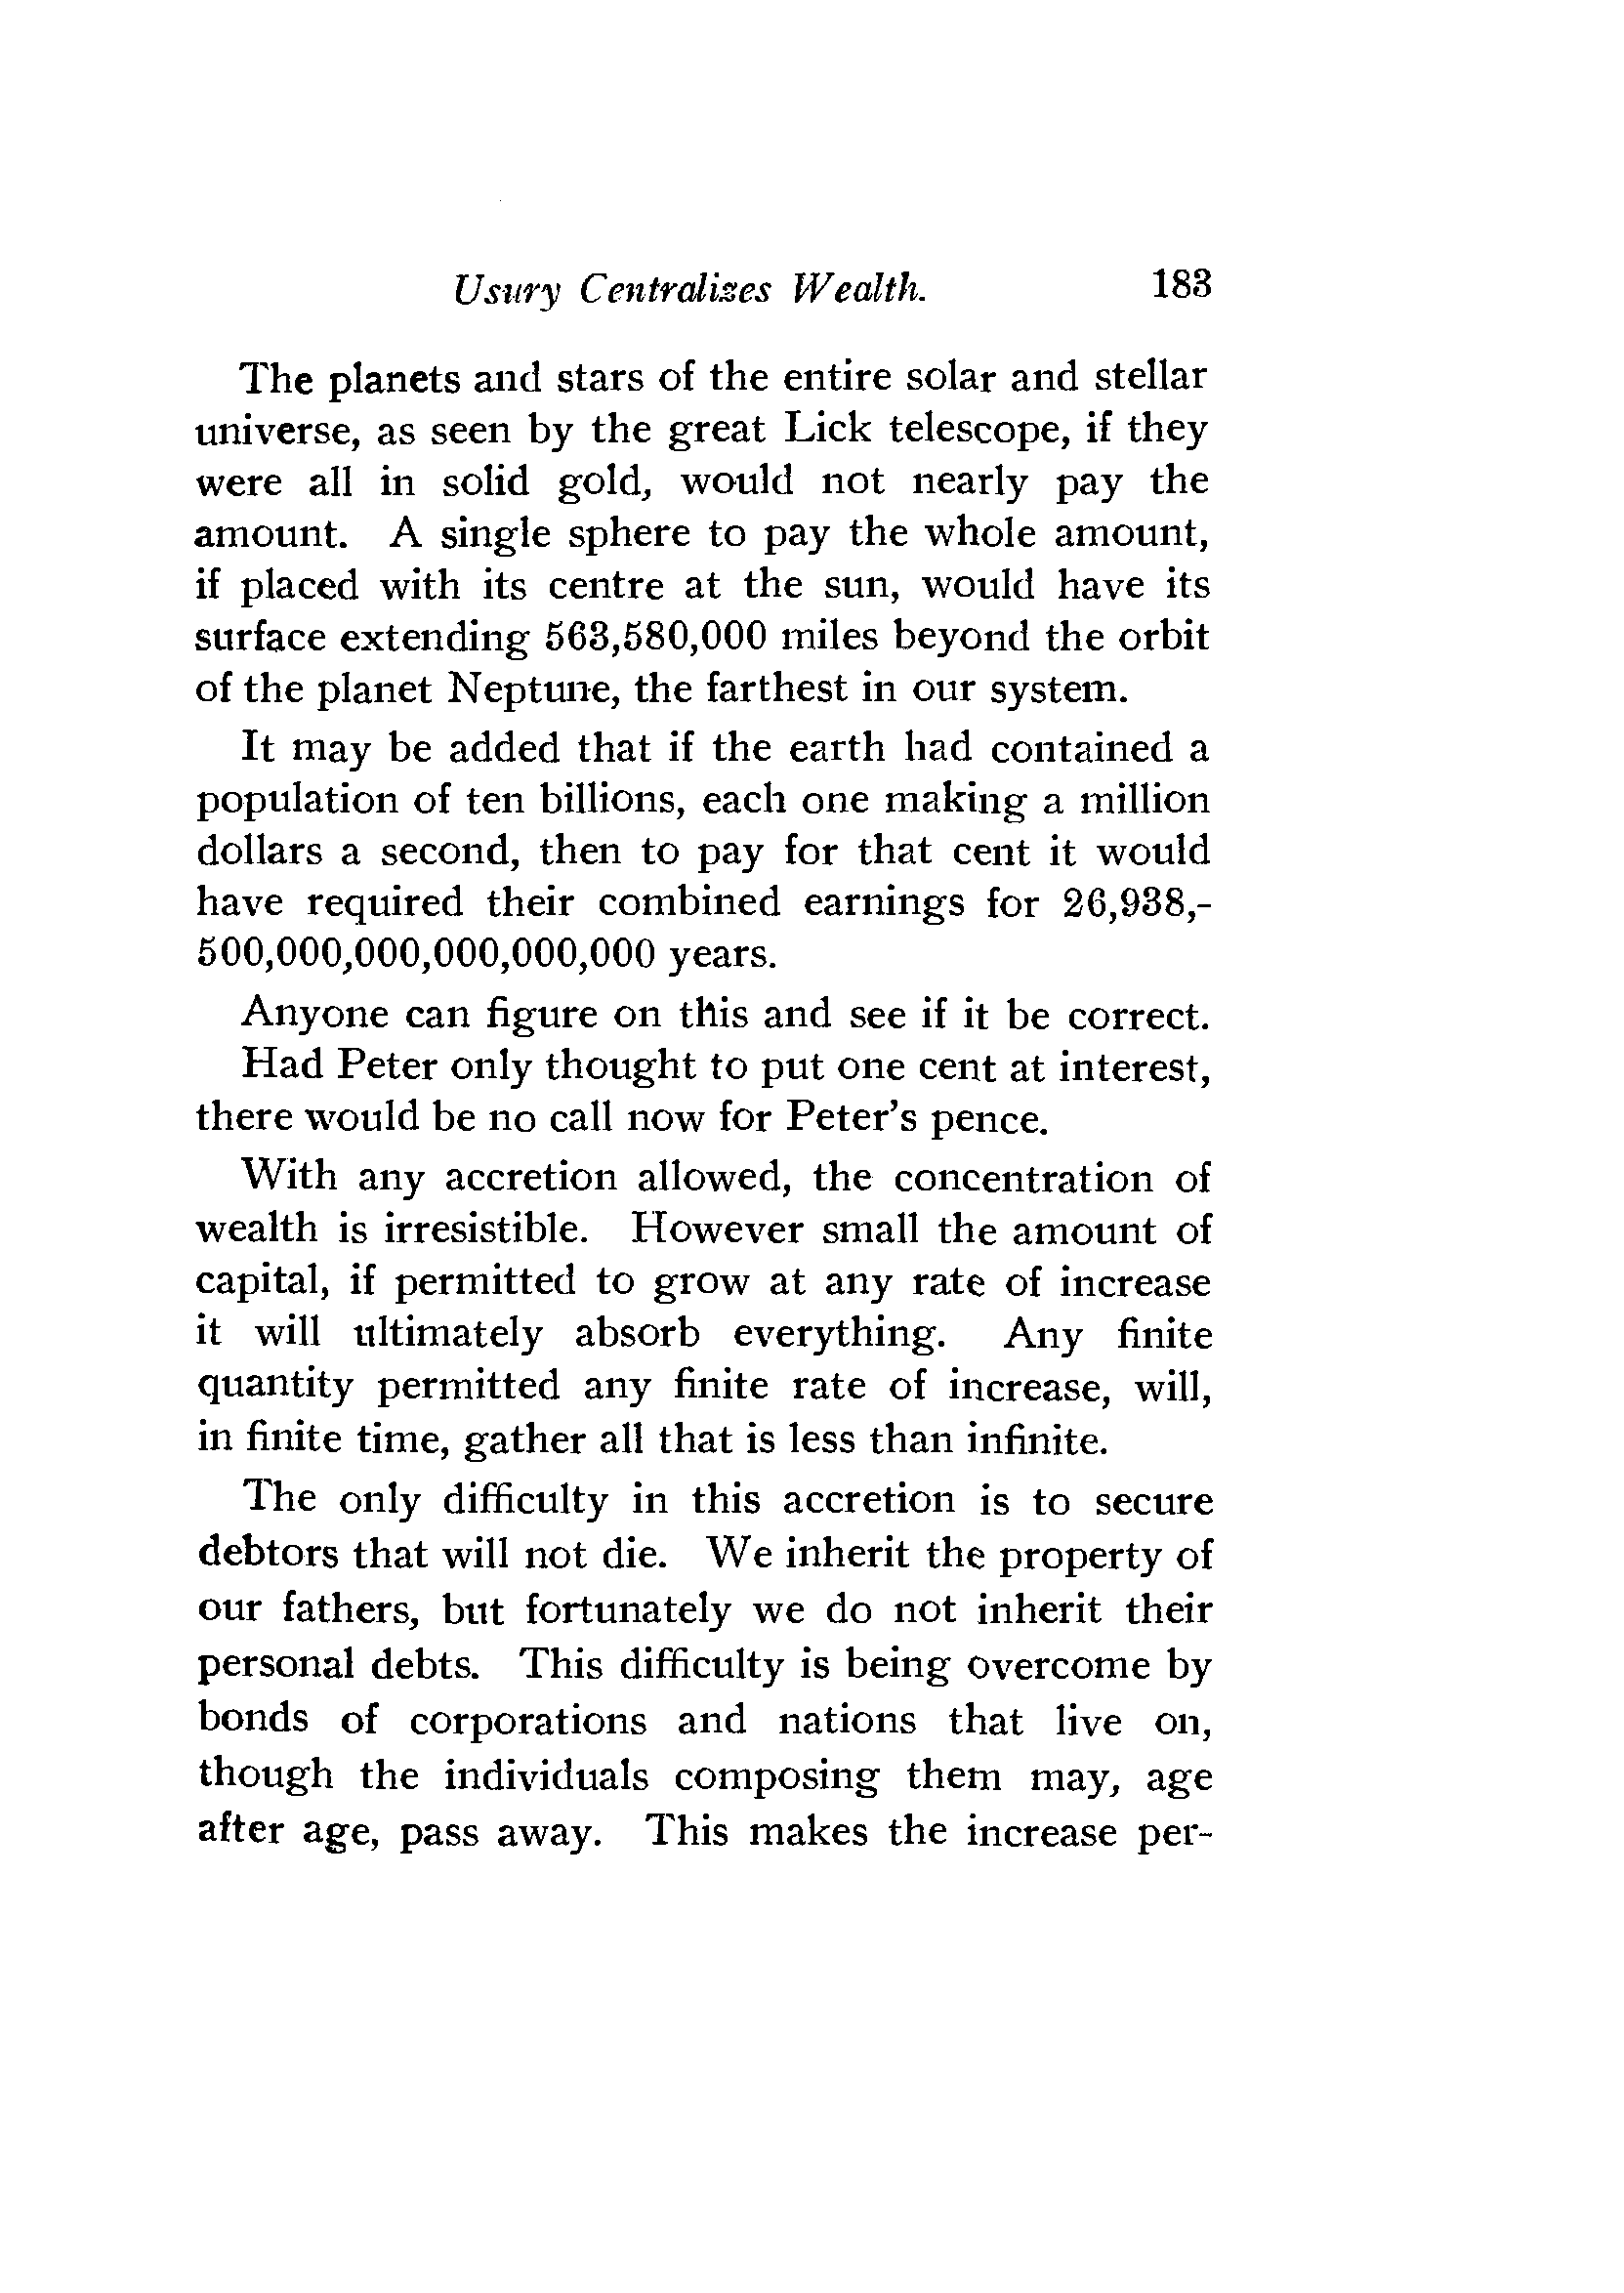 Usury Centralizes Wealth. 183
The planets and stars of the entire solar and stellar
universe, as seen by the great Lick telescope, if they
were all in solid gold, would not nearly pay the
amount. A single sphere to pay the whole amount,
if placed with its centre at the sun, would have its
surface extending 563,580,000 miles beyond the orbit
of the planet Neptune, the farthest in our system.
It may be added that if the earth had contained a
population of ten billions, each one making a million
dollars a second, then to pay for that cent it would
have required their combined earnings for 26,938,-
500,000,000,000,000,000 years.
Anyone can figure on this and see if it be correct.
Had Peter only thought to put one cent at interest,
there would be no call now for Peter's pence.
With any accretion allowed, the concentration of
wealth is irresistible. However small the amount of
capital, if permitted to grow at any rate of increase
it will ultimately absorb everything. Any finite
quantity permitted any finite rate of increase, will,
in finite time, gather all that is less than infinite.
The only difficulty in this accretion is to secure
debtors that will not die. We inherit the property of
our fathers, but fortunately we do not inherit their
personal debts. This difficulty is being overcome by
bonds of corporations and nations that live on,
though the individuals composing them may, age
after age, pass away. This makes the increase per-